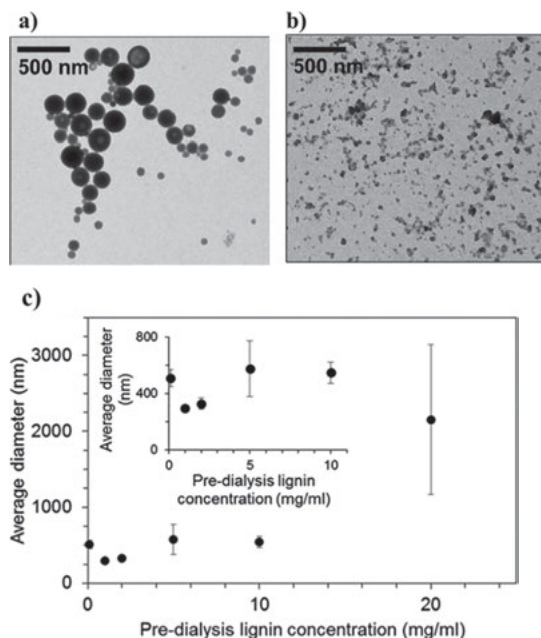 a)
500 nm
b)
500 nm
c)
Average diameter (nm)
3000
2000
1000
0
0
10
20
Pre-dialysis lignin concentration (mg/ml)
Average diameter
(nm)
800
400
0
0
5
10
Pre-dialysis lignin
concentration (mg/ml)